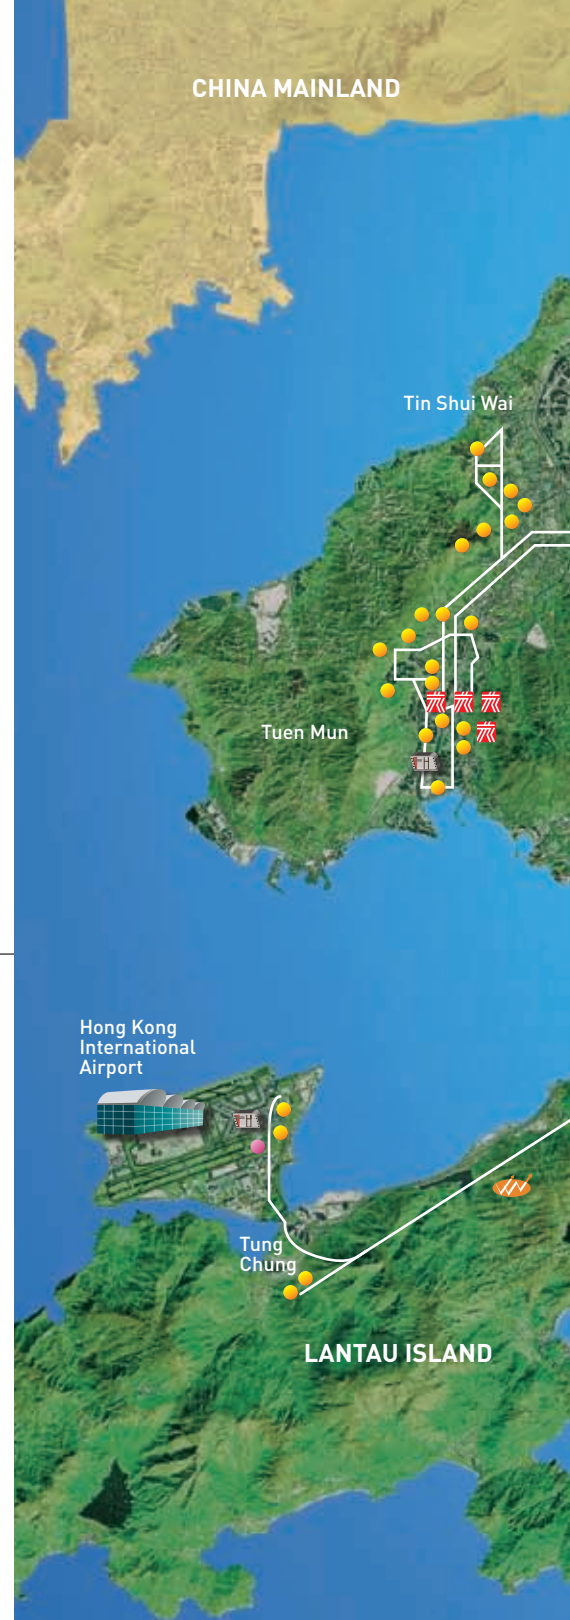 CHINA MAINLAND
Tin Shui Wai
Tuen Mun
Hong Kong
International
Airport
Tung
Chung
LANTAU ISLAND